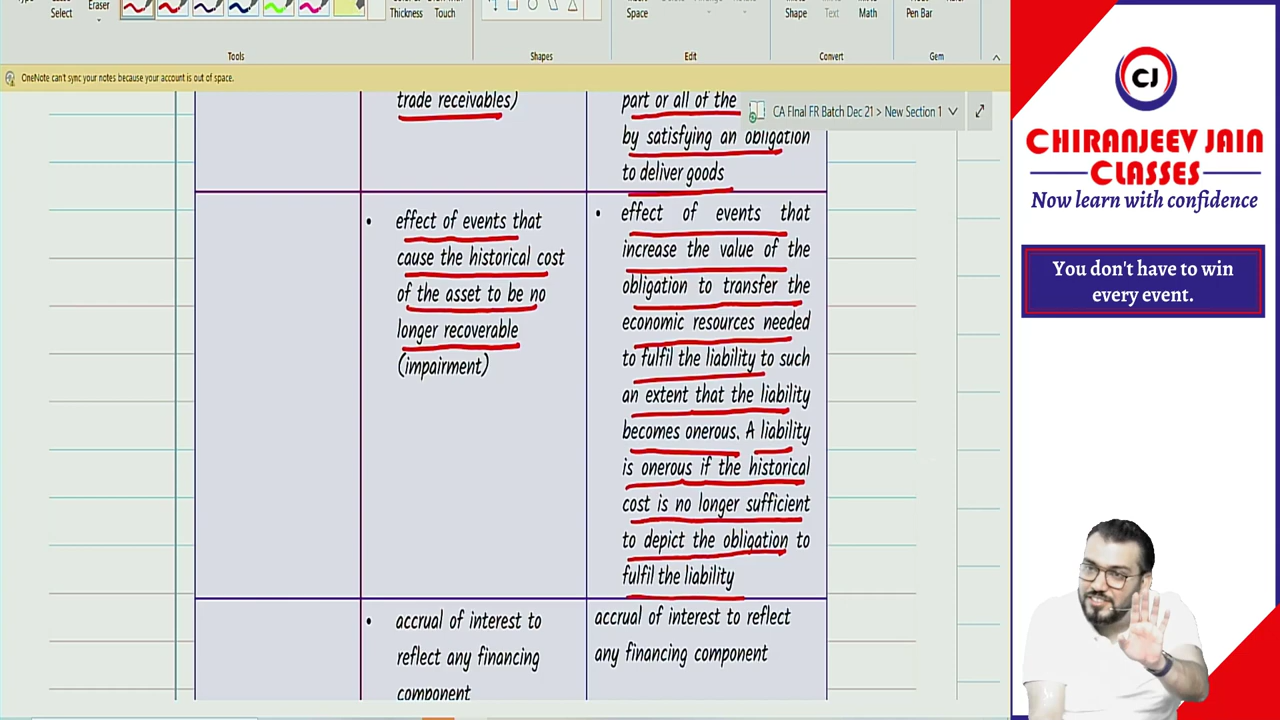 Eraser
Select
Thickness
Touch
Space
Shape
Text
Math
Pen Bar
Tools
Shapes
Edit
Convert
Gem
OneNote can't sync your notes because your account is out of space.
CA FInal FR Batch Dec 21 > New Section 1
trade receivables)
part or all of the
by satisfying an obligation
to deliver goods
• effect of events that
cause the historical cost
of the asset to be no
longer recoverable
(impairment)
• effect of events that
increase the value of the
obligation to transfer the
economic resources needed
to fulfil the liability to such
an extent that the liability
becomes onerous. A liability
is onerous if the historical
cost is no longer sufficient
to depict the obligation to
fulfil the liability
• accrual of interest to
reflect any financing
component
accrual of interest to reflect
any financing component
CJ
CHIRANJEEV JAIN
CLASSES
Now learn with confidence
You don't have to win
every event.